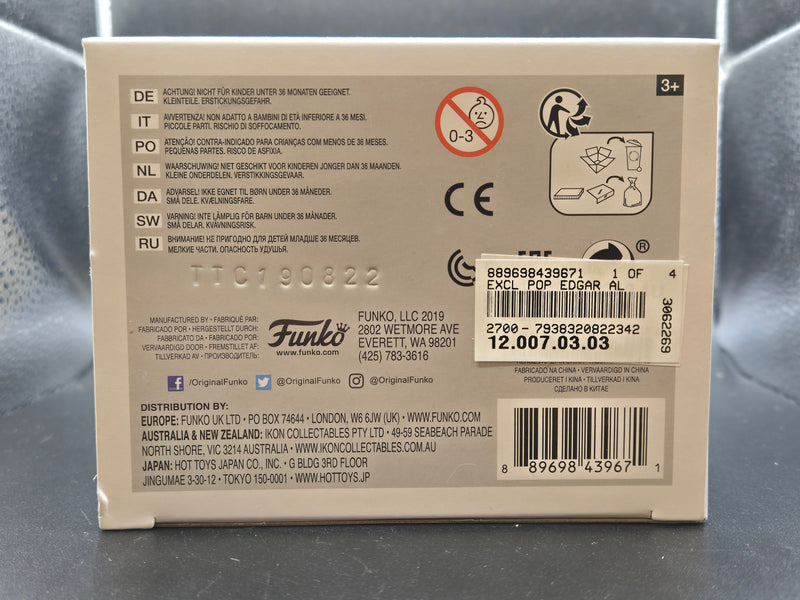 DE ACHTUNG! NICHT FÜR KINDER UNTER 36 MONATEN GEEIGNET.
KLEINTEILE. ERSTICKUNGSGEFAHR.
IT AVVERTENZA! NON ADATTO A BAMBINI DI ETÀ INFERIORE A 36 MESI.
PICCOLE PARTI. RISCHIO DI SOFFOCAMENTO.
PO ATENÇÃO! CONTRA-INDICADO PARA CRIANÇAS COM MENOS DE 36 MESES.
PEQUENAS PARTES. RISCO DE ASFIXIA.
NL WAARSCHUWING! NIET GESCHIKT VOOR KINDEREN JONGER DAN 36 MAANDEN.
KLEINE ONDERDELEN. VERSTIKKINGSGEVAAR.
DA ADVARSEL! IKKE EGNET TIL BØRN UNDER 36 MÅNEDER.
SMÅ DELE. KVÆLNINGSFARE.
SW VARNING! INTE LÄMPLIG FÖR BARN UNDER 36 MÅNADER.
SMÅ DELAR. KVÄVNINGSRISK.
RU ВНИМАНИЕ! НЕ ПРИГОДНО ДЛЯ ДЕТЕЙ МЛАДШЕ 36 МЕСЯЦЕВ.
МЕЛКИЕ ЧАСТИ. ОПАСНОСТЬ УДУШЬЯ.
TTC190822
0-3
3+
CE
®
889698439671 1 OF 4
EXCL POP EDGAR AL
2700 - 7938320822342
12.007.03.03
3062269
MANUFACTURED BY • FABRIQUÉ PAR:
FABRICADO POR • HERGESTELLT DURCH:
FABBRICATO DA • FABRICADO POR:
VERVAARDIGD DOOR • FREMSTILLET AF:
TILLVERKAD AV • ПРОИЗВОДИТЕЛЬ:
Funko
www.funko.com
FUNKO, LLC 2019
2802 WETMORE AVE
EVERETT, WA 98201
(425) 783-3616
FABRICADO NA CHINA • VERVAARDIGD IN CHINA
PRODUCERET I KINA • TILLVERKAD I KINA
СДЕЛАНО В КИТАЕ
/OriginalFunko @OriginalFunko @OriginalFunko
DISTRIBUTION BY:
EUROPE: FUNKO UK LTD • PO BOX 74644 • LONDON, W6 6JW (UK) • WWW.FUNKO.COM
AUSTRALIA & NEW ZEALAND: IKON COLLECTABLES PTY LTD • 49-59 SEABEACH PARADE
NORTH SHORE, VIC 3214 AUSTRALIA • WWW.IKONCOLLECTABLES.COM.AU
JAPAN: HOT TOYS JAPAN CO., INC. • G BLDG 3RD FLOOR
JINGUMAE 3-30-12 • TOKYO 150-0001 • WWW.HOTTOYS.JP
8 89698 43967 1